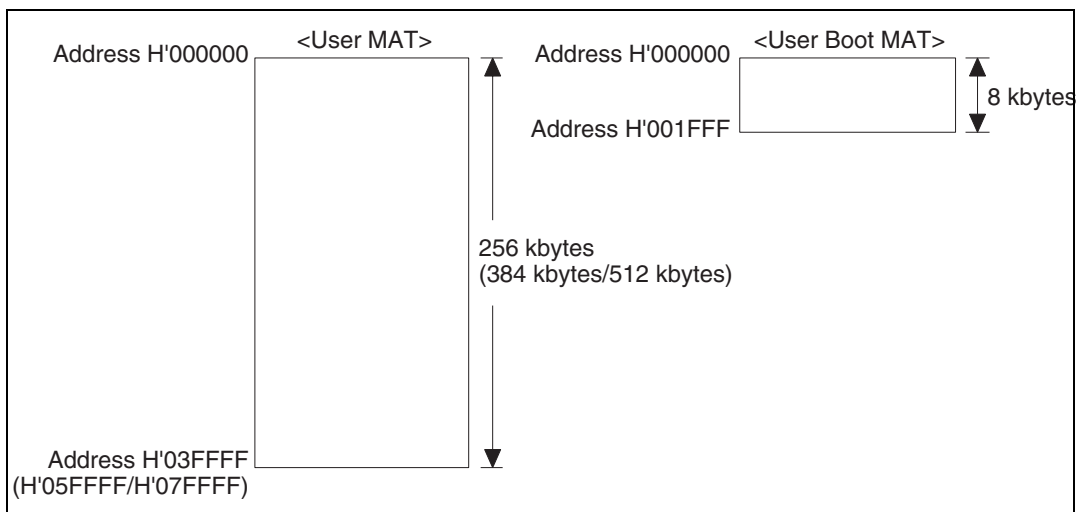 <User MAT>
Address H'000000
256 kbytes
(384 kbytes/512 kbytes)
Address H'03FFFF
(H'05FFFF/H'07FFFF)
<User Boot MAT>
Address H'000000
8 kbytes
Address H'001FFF